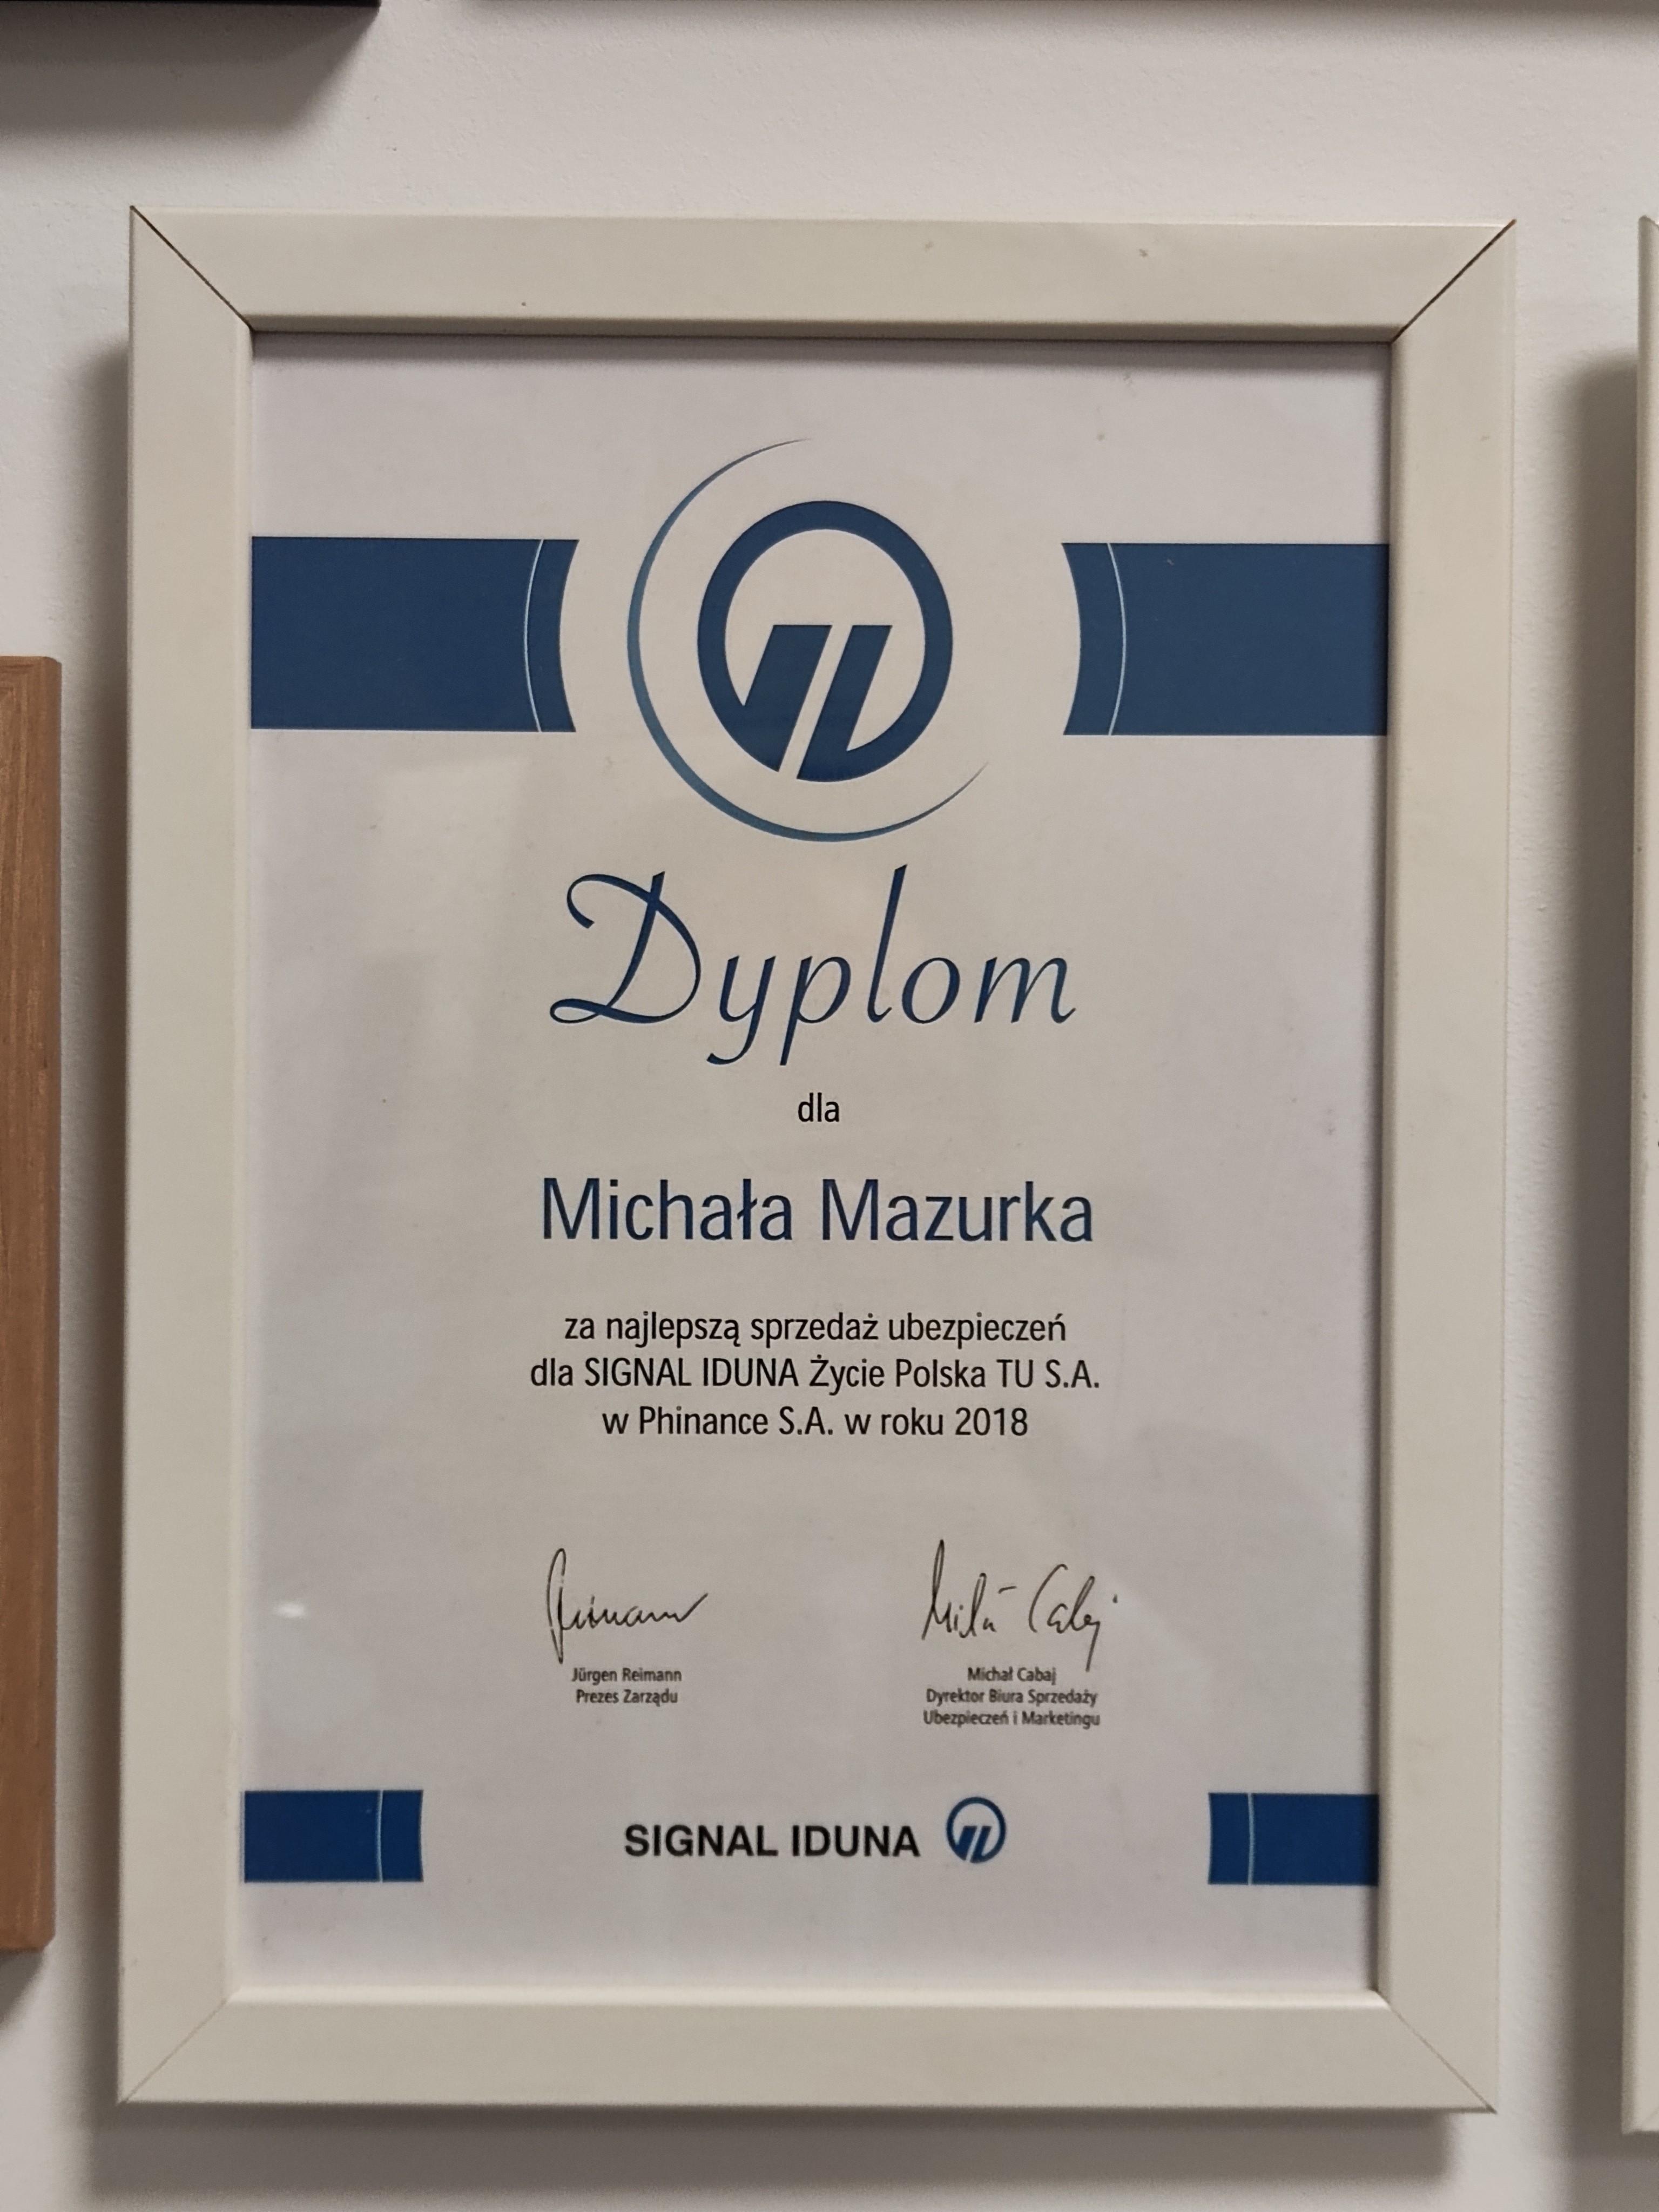 Dyplom
dla
Michała Mazurka
za najlepszą sprzedaż ubezpieczeń
dla SIGNAL IDUNA Życie Polska TU S.A.
w Phinance S.A. w roku 2018
Jürgen Reimann
Prezes Zarządu
Michał Cabaj
Dyrektor Biura Sprzedaży
Ubezpieczeń i Marketingu
SIGNAL IDUNA